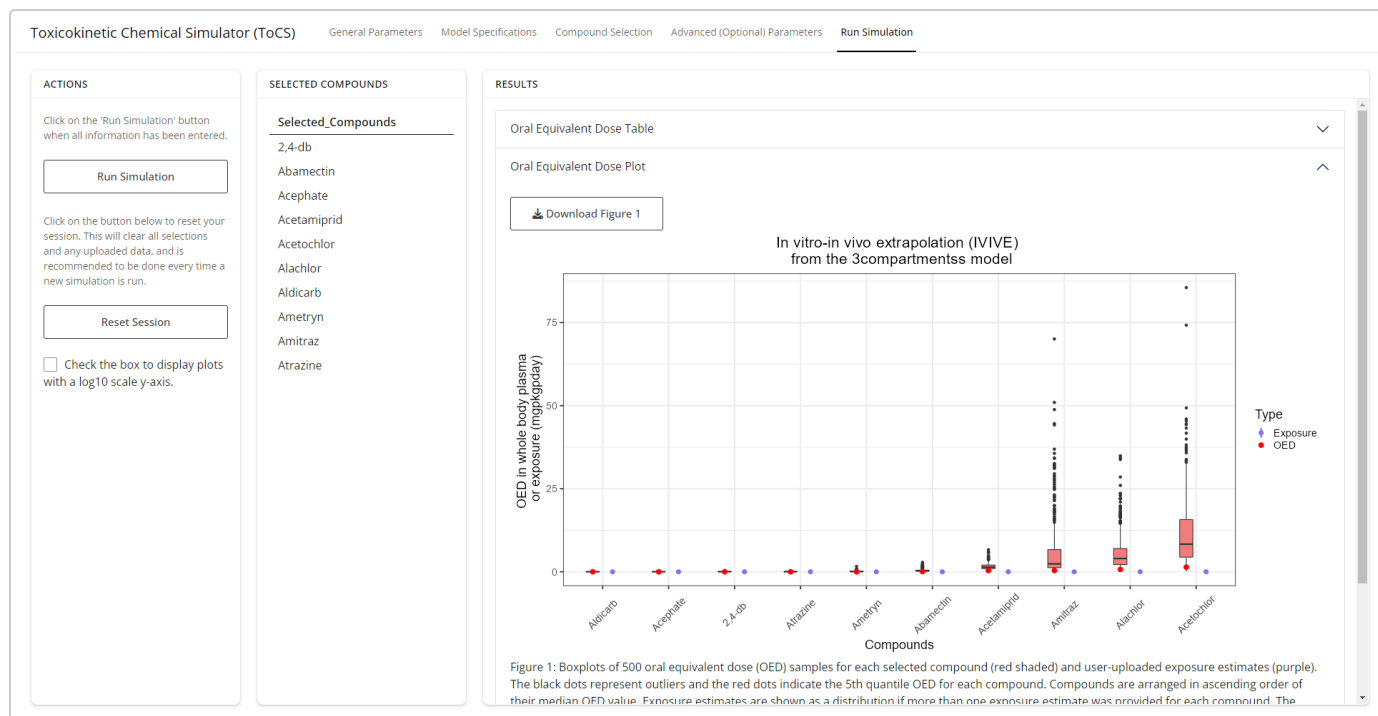 Toxicokinetic Chemical Simulator (ToCS)
General Parameters
Model Specifications
Compound Selection
Advanced (Optional) Parameters
Run Simulation
ACTIONS
Click on the 'Run Simulation' button
when all information has been entered.
Run Simulation
Click on the button below to reset your
session. This will clear all selections
and any uploaded data, and is
recommended to be done every time a
new simulation is run.
Reset Session
Check the box to display plots
with a log10 scale y-axis.
SELECTED COMPOUNDS
Selected_Compounds
2,4-db
Abamectin
Acephate
Acetamiprid
Acetochlor
Alachlor
Aldicarb
Ametryn
Amitraz
Atrazine
RESULTS
Oral Equivalent Dose Table
Oral Equivalent Dose Plot
Download Figure 1
In vitro-in vivo extrapolation (IVIVE)
from the 3compartmentss model
OED in whole body plasma
or exposure (mgpkgpday)
75
50
25
0
Aldicarb
Acephate
2,4-db
Atrazine
Ametryn
Abamectin
Acetamiprid
Amitraz
Alachlor
Acetochlor
Compounds
Type
Exposure
OED
Figure 1: Boxplots of 500 oral equivalent dose (OED) samples for each selected compound (red shaded) and user-uploaded exposure estimates (purple).
The black dots represent outliers and the red dots indicate the 5th quantile OED for each compound. Compounds are arranged in ascending order of
their median OED value. Exposure estimates are shown as a distribution if more than one exposure estimate was provided for each compound. The